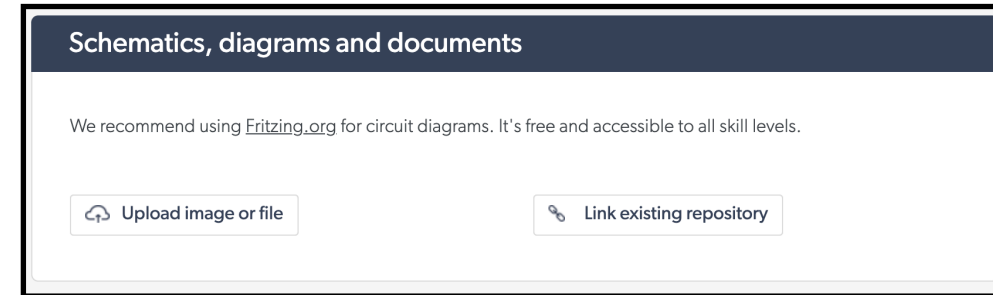 Schematics, diagrams and documents
We recommend using Fritzing.org for circuit diagrams. It's free and accessible to all skill levels.
Upload image or file
Link existing repository